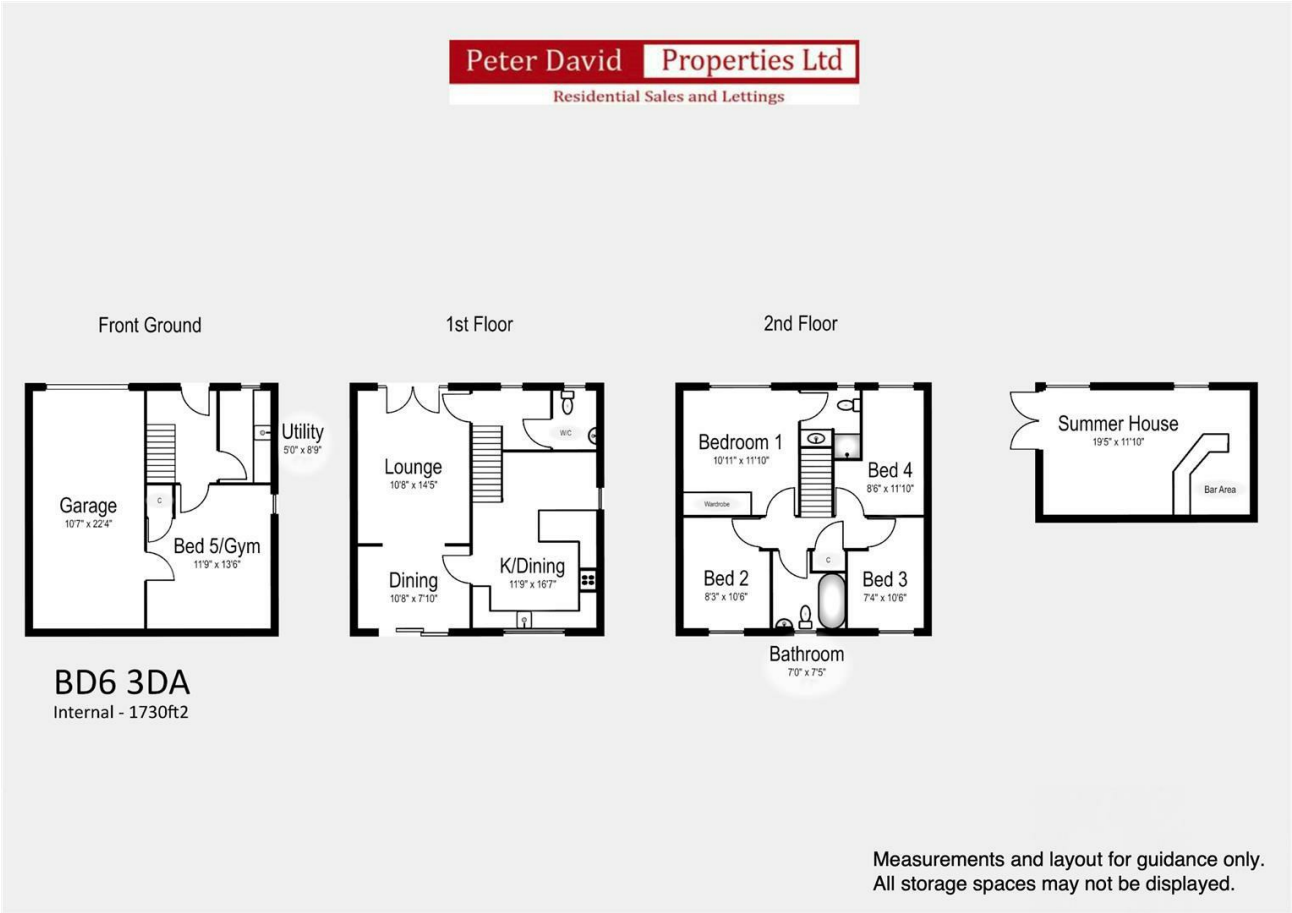 Peter David Properties Ltd
Residential Sales and Lettings
Front Ground
1st Floor
2nd Floor
Utility
5'0" x 8'9"
Garage
10'7" x 22'4"
C
Bed 5/Gym
11'9" x 13'6"
WC
Lounge
10'8" x 14'5"
Dining
10'8" x 7'10"
K/Dining
11'9" x 16'7"
Bedroom 1
10'11" x 11'10"
Wardrobe
Bed 4
8'6" x 11'10"
Bed 2
8'3" x 10'6"
C
Bed 3
7'4" x 10'6"
Bathroom
7'0" x 7'5"
Summer House
19'5" x 11'10"
Bar Area
BD6 3DA
Internal - 1730ft2
Measurements and layout for guidance only.
All storage spaces may not be displayed.